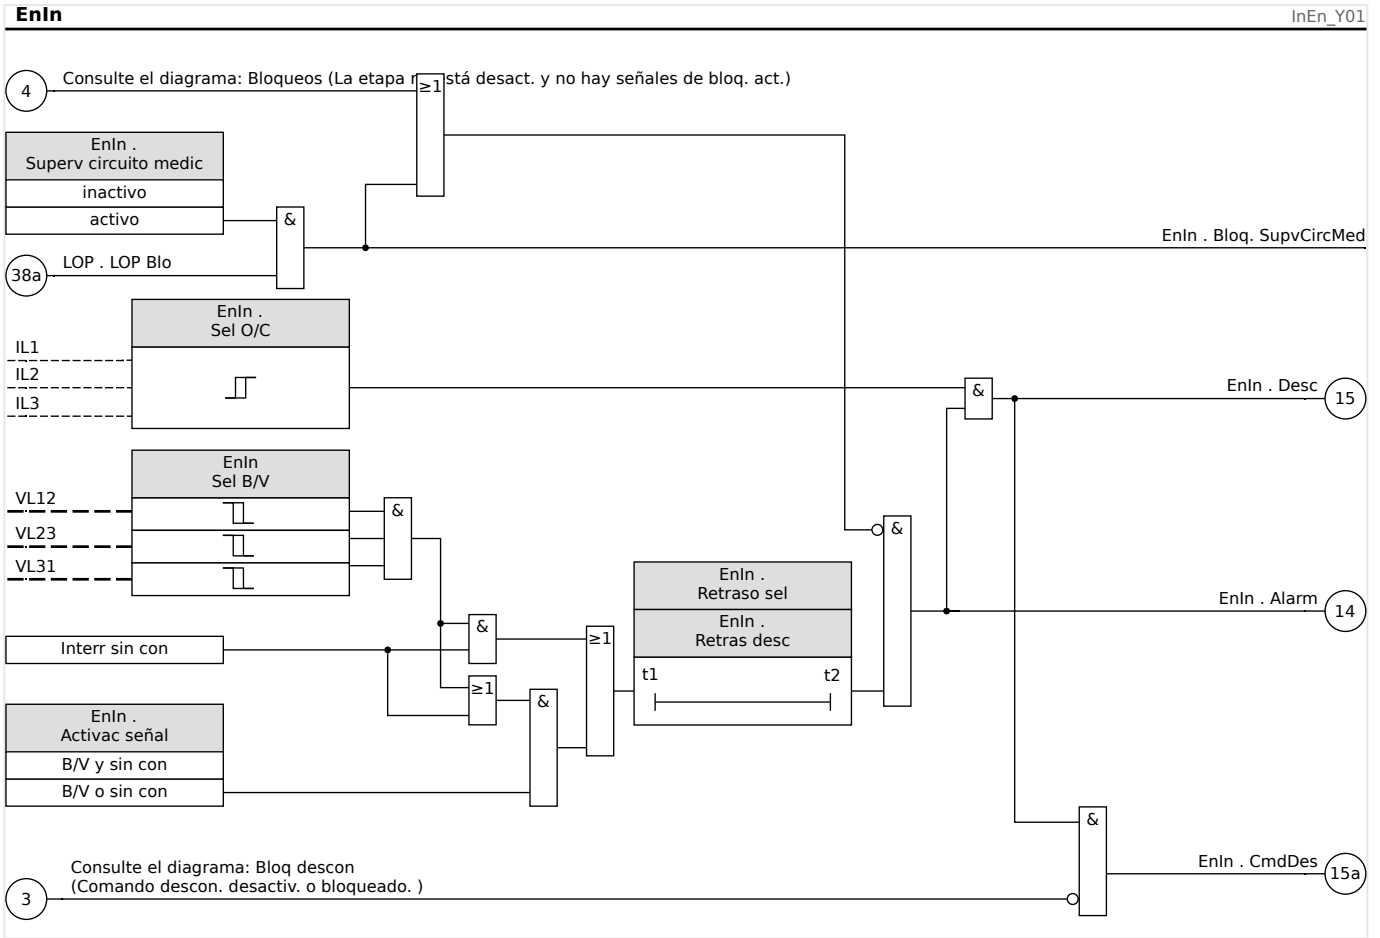 EnIn
InEn_Y01
4
Consulte el diagrama: Bloqueos (La etapa n stá desact. y no hay señales de bloq. act.)
≥1
EnIn .
Superv circuito medic
inactivo
activo
&
EnIn . Bloq. SupvCircMed
38a
LOP . LOP Blo
EnIn .
Sel O/C
IL1
IL2
IL3
&
EnIn . Desc
15
EnIn
Sel B/V
VL12
VL23
VL31
&
&
EnIn .
Retraso sel
EnIn .
Retras desc
t1
t2
EnIn . Alarm
14
Interr sin con
&
≥1
≥1
&
EnIn .
Activac señal
B/V y sin con
B/V o sin con
&
EnIn . CmdDes
15a
Consulte el diagrama: Bloq descon
(Comando descon. desactiv. o bloqueado. )
3